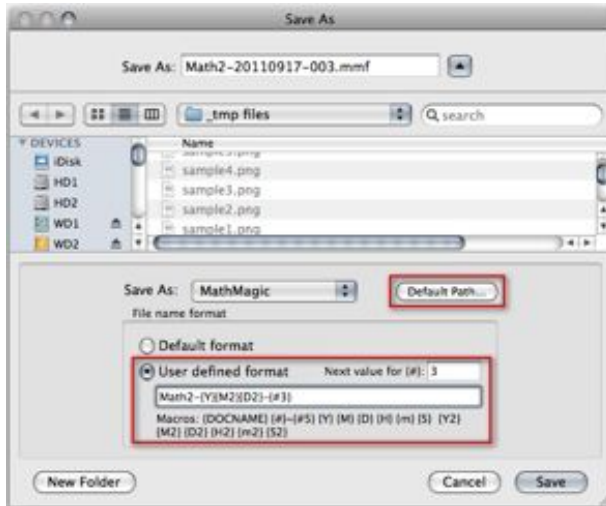 Save As
Save As: Math2-20110917-003.mmf
_tmp files
search
DEVICES
Name
iDisk
sample4.png
HD1
sample3.png
HD2
sample2.png
WD1
sample1.png
WD2
Save As: MathMagic
Default Path...
File name format
Default format
User defined format Next value for (#): 3
Math2-{Y}{M2}{D2}-{#3}
Macros: {DOCNAME} {#}~{#5} {Y} {M} {D} {H} {m} {S} {Y2}
{M2} {D2} {H2} {m2} {S2}
New Folder
Cancel
Save